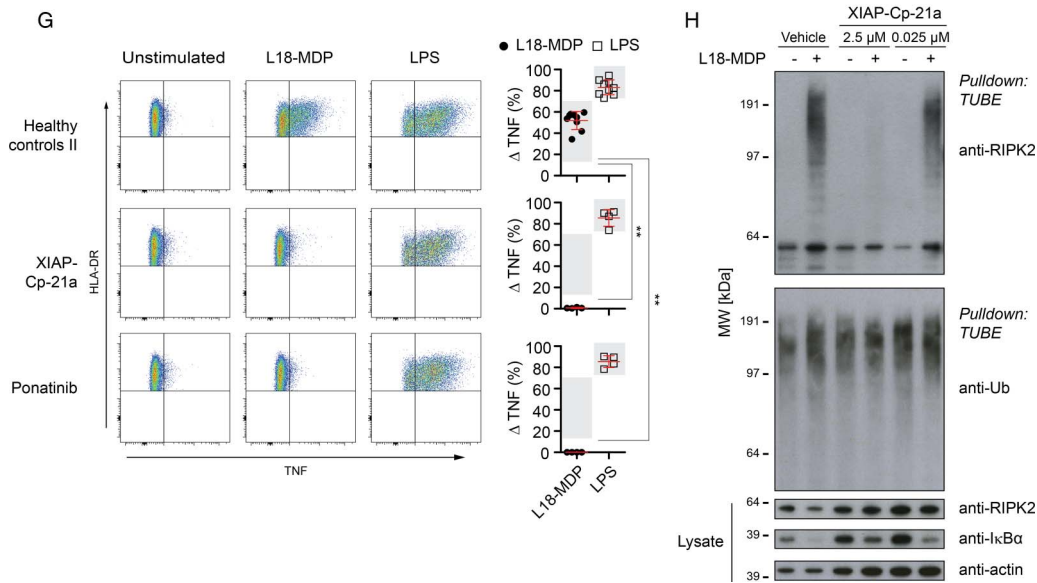 G
Unstimulated
L18-MDP
LPS
Healthy
controls II
XIAP-
Cp-21a
Ponatinib
HLA-DR
TNF
● L18-MDP □ LPS
100
80
60
40
20
0
Δ TNF (%)
**
100
80
60
40
20
0
Δ TNF (%)
**
100
80
60
40
20
0
Δ TNF (%)
L18-MDP
LPS
H
XIAP-Cp-21a
Vehicle 2.5 μM 0.025 μM
L18-MDP - + - + - +
Pulldown:
TUBE
191
anti-RIPK2
97
64
MW [kDa]
Pulldown:
TUBE
191
97
anti-Ub
64
Lysate
64 anti-RIPK2
39 anti-IκBα
39 anti-actin